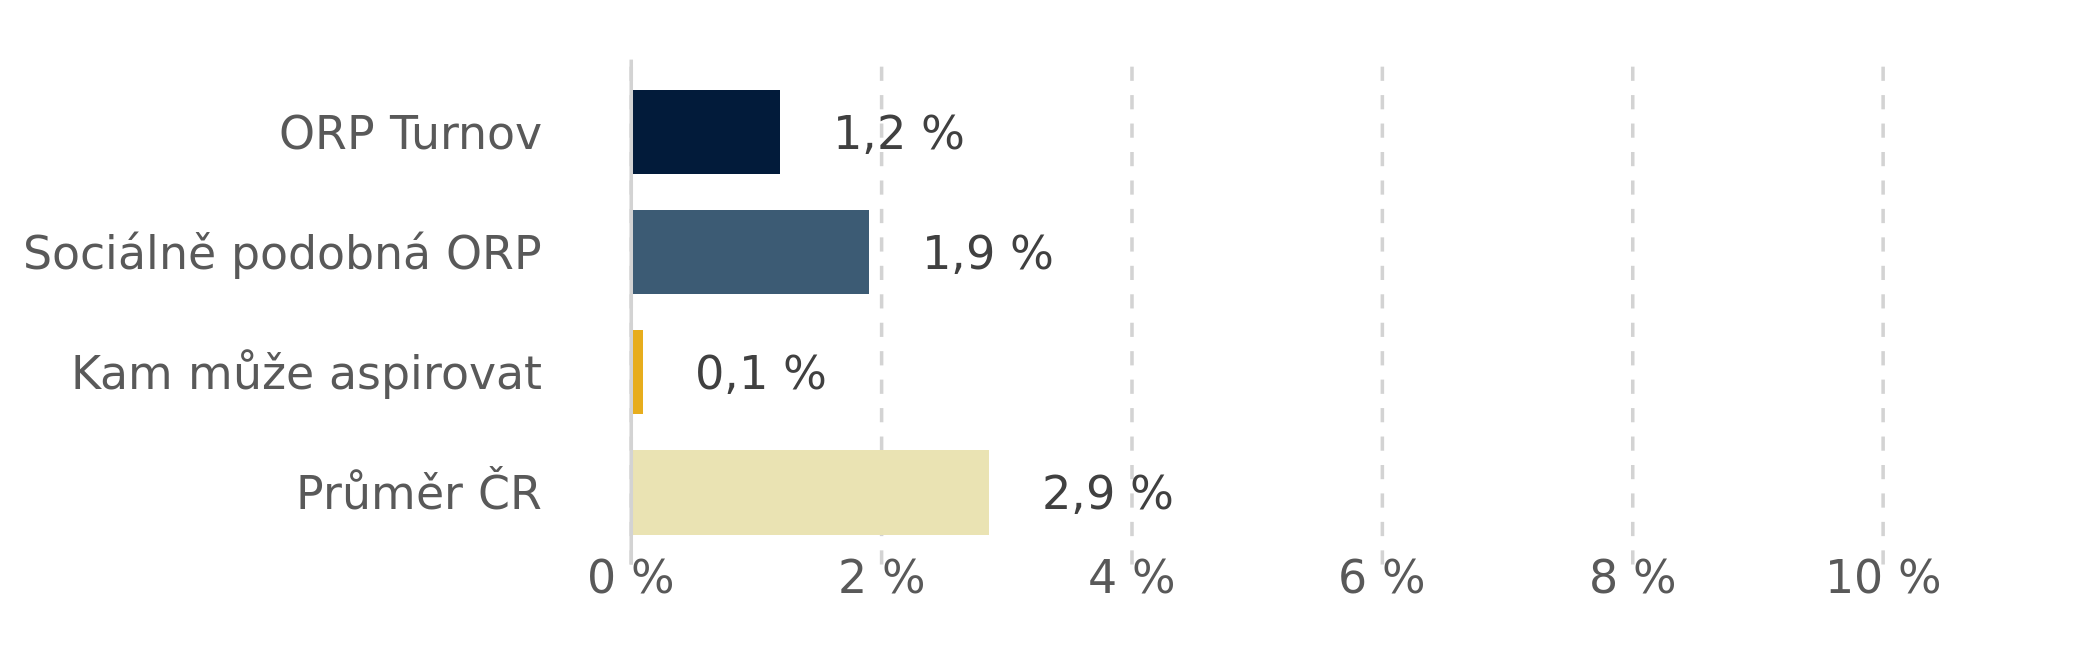 ORP Turnov 1,2 %
Sociálně podobná ORP 1,9 %
Kam může aspirovat 0,1 %
Průměr ČR 2,9 %
0 % 2 % 4 % 6 % 8 % 10 %